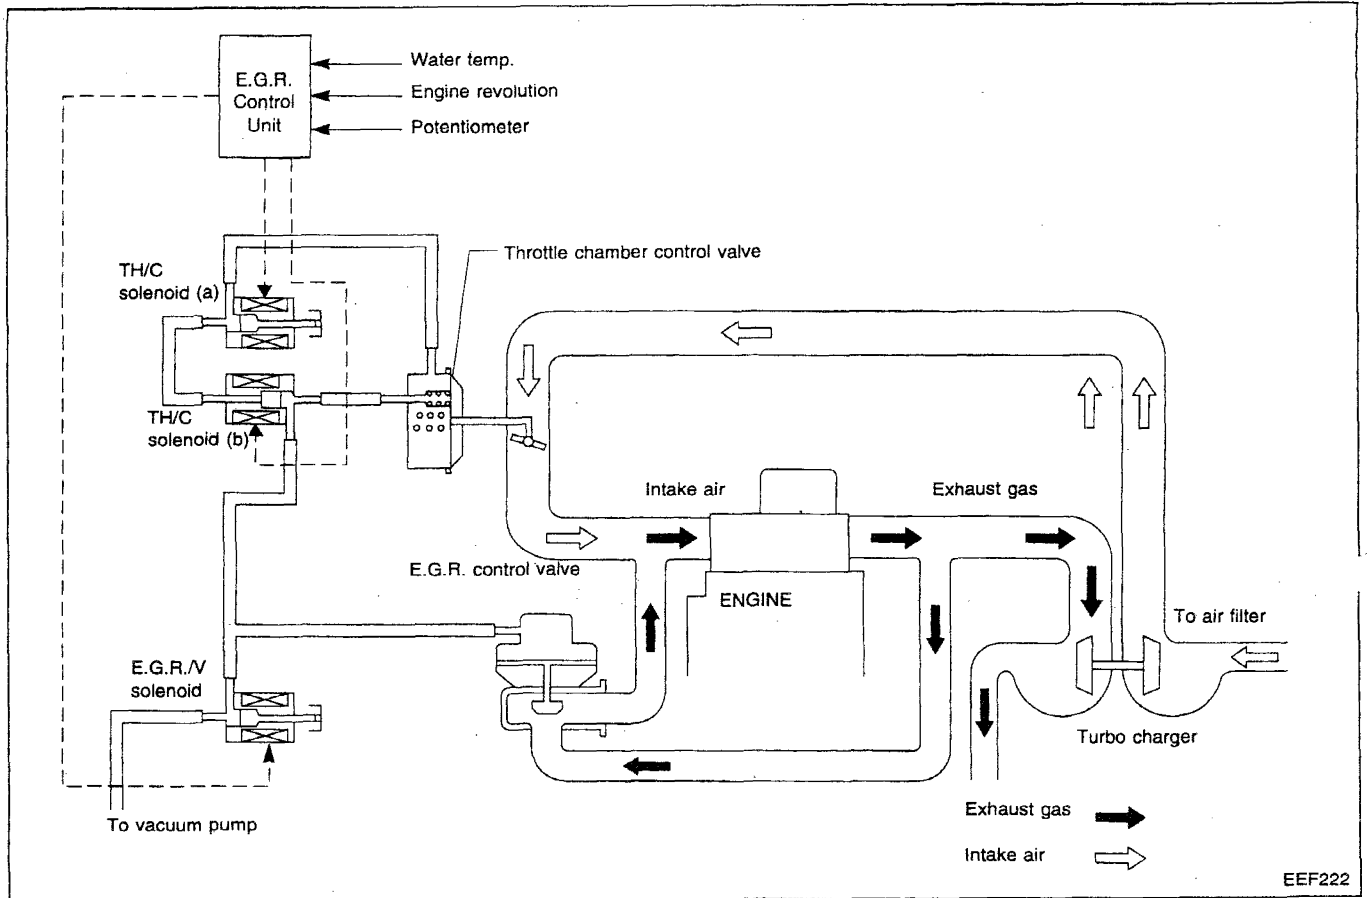 E.G.R.
Control
Unit
Water temp.
Engine revolution
Potentiometer
Throttle chamber control valve
TH/C
solenoid (a)
TH/C
solenoid (b)
Intake air
Exhaust gas
E.G.R. control valve
ENGINE
To air filter
E.G.R./V
solenoid
Turbo charger
To vacuum pump
Exhaust gas
Intake air
EEF222